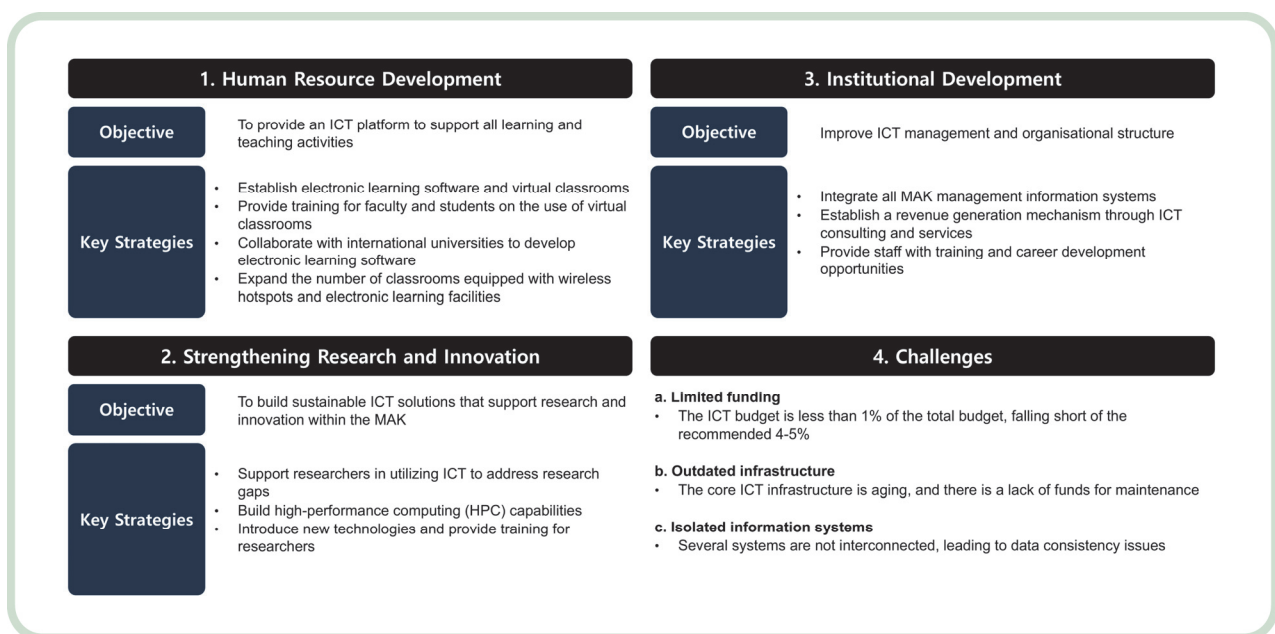 1. Human Resource Development
Objective
To provide an ICT platform to support all learning and
teaching activities
Key Strategies
• Establish electronic learning software and virtual classrooms
• Provide training for faculty and students on the use of virtual
classrooms
• Collaborate with international universities to develop
electronic learning software
• Expand the number of classrooms equipped with wireless
hotspots and electronic learning facilities
2. Strengthening Research and Innovation
Objective
To build sustainable ICT solutions that support research and
innovation within the MAK
Key Strategies
• Support researchers in utilizing ICT to address research
gaps
• Build high-performance computing (HPC) capabilities
• Introduce new technologies and provide training for
researchers
3. Institutional Development
Objective
Improve ICT management and organisational structure
Key Strategies
• Integrate all MAK management information systems
• Establish a revenue generation mechanism through ICT
consulting and services
• Provide staff with training and career development
opportunities
4. Challenges
a. Limited funding
• The ICT budget is less than 1% of the total budget, falling short of the
recommended 4-5%
b. Outdated infrastructure
• The core ICT infrastructure is aging, and there is a lack of funds for maintenance
c. Isolated information systems
• Several systems are not interconnected, leading to data consistency issues